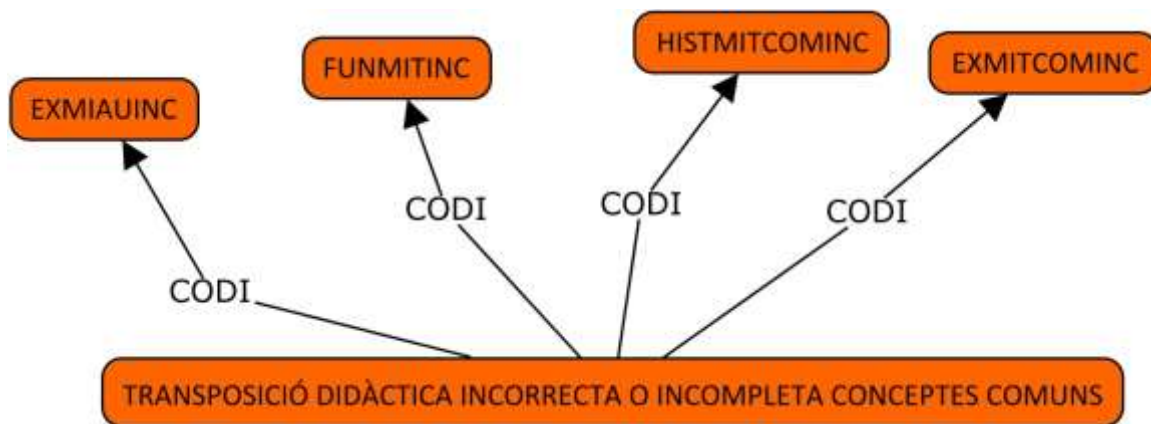 HISTMITCOMINC
FUNMITINC
EXMITCOMINC
EXMIAUINC
CODI
CODI
CODI
CODI
TRANSPOSICIÓ DIDÀCTICA INCORRECTA O INCOMPLETA CONCEPTES COMUNS